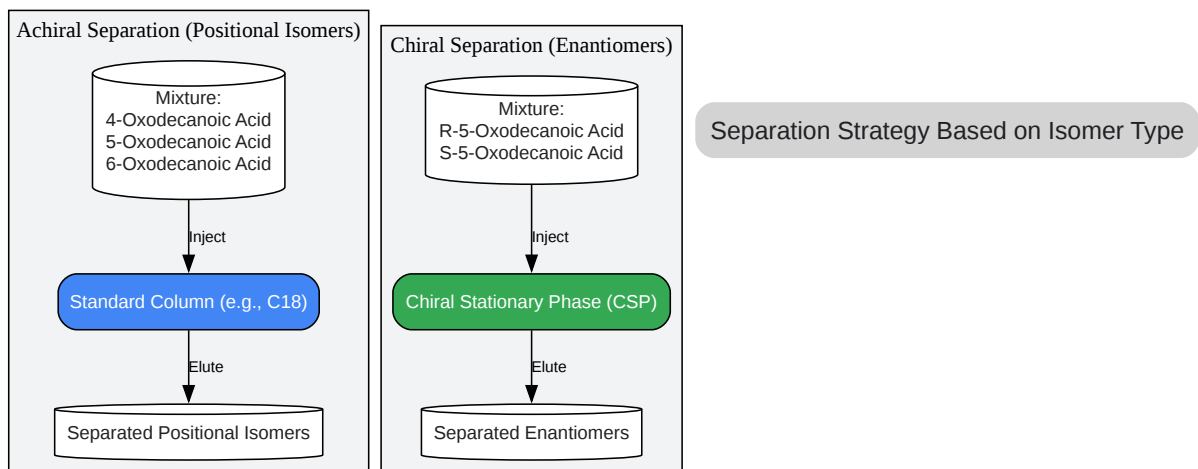 Achiral Separation (Positional Isomers)
Mixture:
4-Oxodecanoic Acid
5-Oxodecanoic Acid
6-Oxodecanoic Acid
Inject
Standard Column (e.g., C18)
Elute
Separated Positional Isomers
Chiral Separation (Enantiomers)
Mixture:
R-5-Oxodecanoic Acid
S-5-Oxodecanoic Acid
Inject
Chiral Stationary Phase (CSP)
Elute
Separated Enantiomers
Separation Strategy Based on Isomer Type